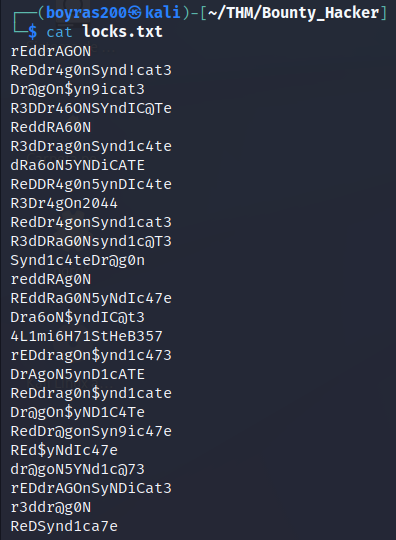 ┌──(boyras200㉿kali)-[~/THM/Bounty_Hacker]
└─$ cat locks.txt
rEddrAGON
ReDdr4g0nSynd!cat3
Dr@gOn$yn9icat3
R3DDr46ONSYndIC@Te
ReddRA60N
R3dDrag0nSynd1c4te
dRa6oN5YNDiCATE
ReDDR4g0n5ynDIc4te
R3Dr4gOn2044
RedDr4gonSynd1cat3
R3dDRaG0Nsynd1c@T3
Synd1c4teDr@g0n
reddRAg0N
REddRaG0N5yNdIc47e
Dra6oN$yndIC@t3
4L1mi6H71StHeB357
rEDdragOn$ynd1c473
DrAgoN5ynD1cATE
ReDdrag0n$ynd1cate
Dr@gOn$yND1C4Te
RedDr@gonSyn9ic47e
REd$yNdIc47e
dr@goN5YNd1c@73
rEDdrAGOnSyNDiCat3
r3ddr@g0N
ReDSynd1ca7e